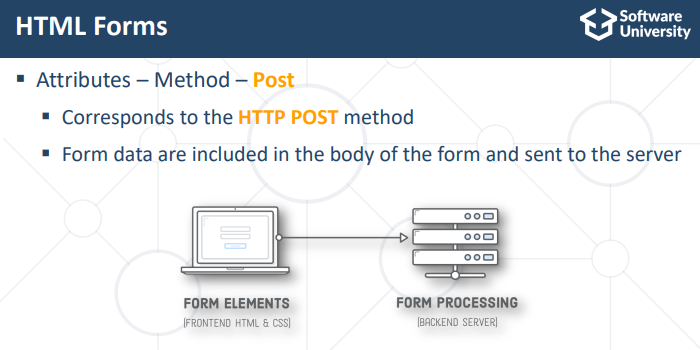 HTML Forms
Software
University
▪ Attributes – Method – Post
▪ Corresponds to the HTTP POST method
▪ Form data are included in the body of the form and sent to the server
FORM ELEMENTS
(FRONTEND HTML & CSS)
FORM PROCESSING
(BACKEND SERVER)